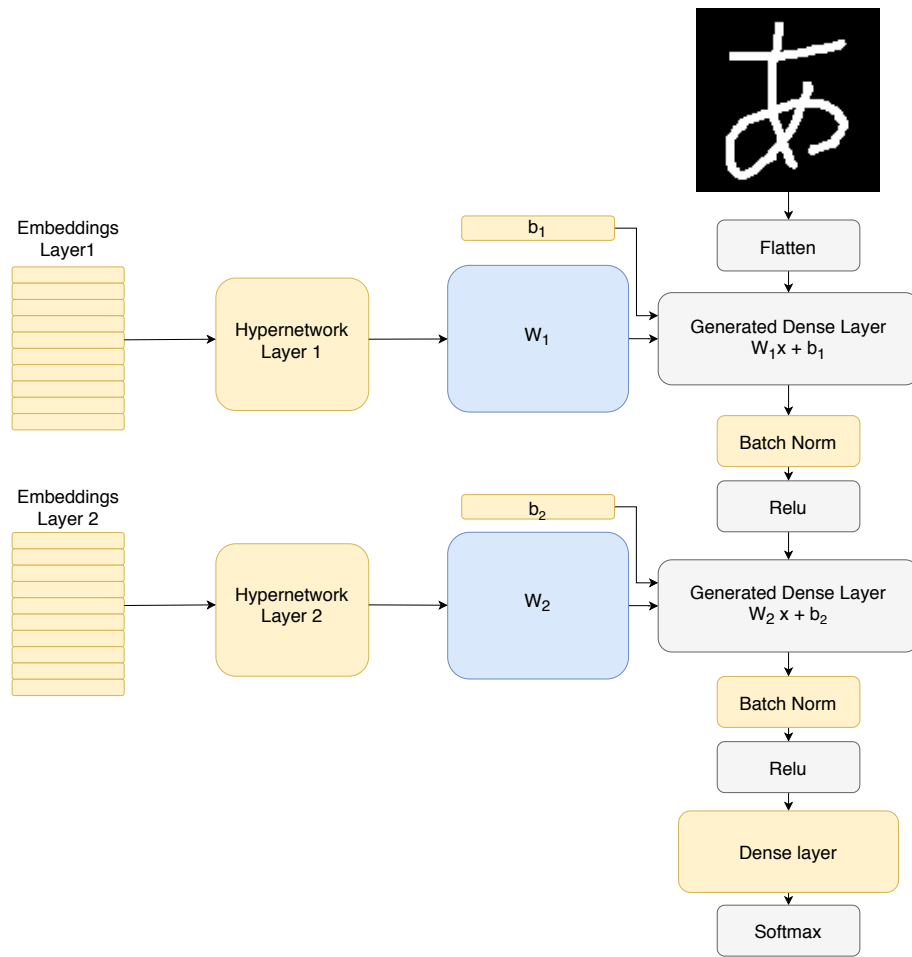 あ
Flatten
Embeddings
Layer1
b₁
Hypernetwork
Layer 1
W₁
Generated Dense Layer
W₁x + b₁
Batch Norm
Relu
Embeddings
Layer 2
b₂
Hypernetwork
Layer 2
W₂
Generated Dense Layer
W₂ x + b₂
Batch Norm
Relu
Dense layer
Softmax